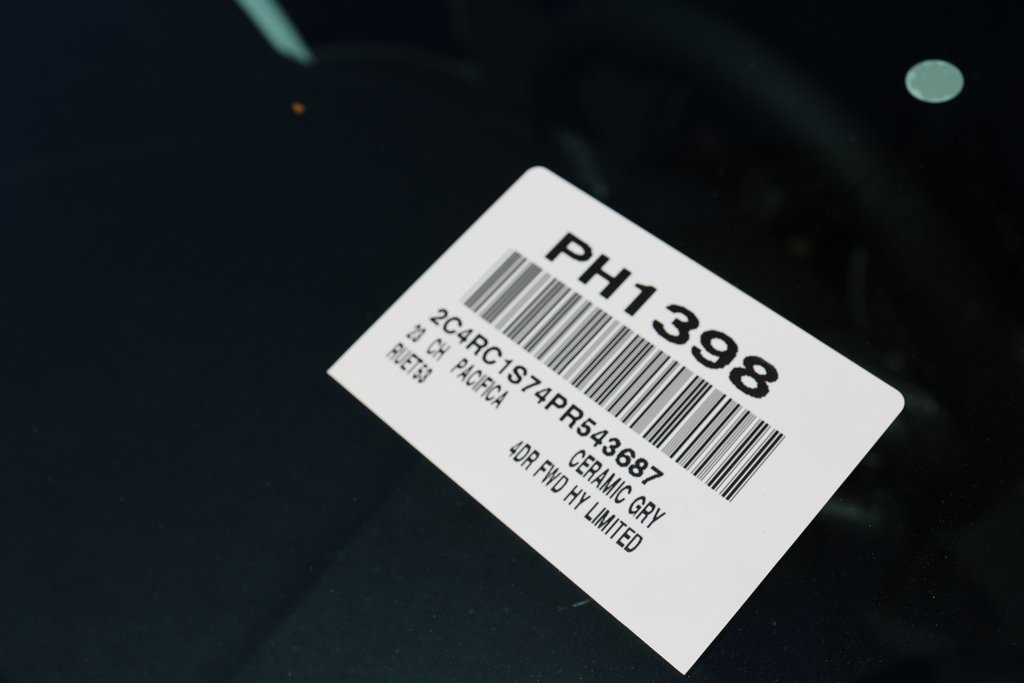 PH1398
2C4RC1S74PR543687
23 CH PACIFICA
CERAMIC GRY
RUET53
4DR FWD HY LIMITED